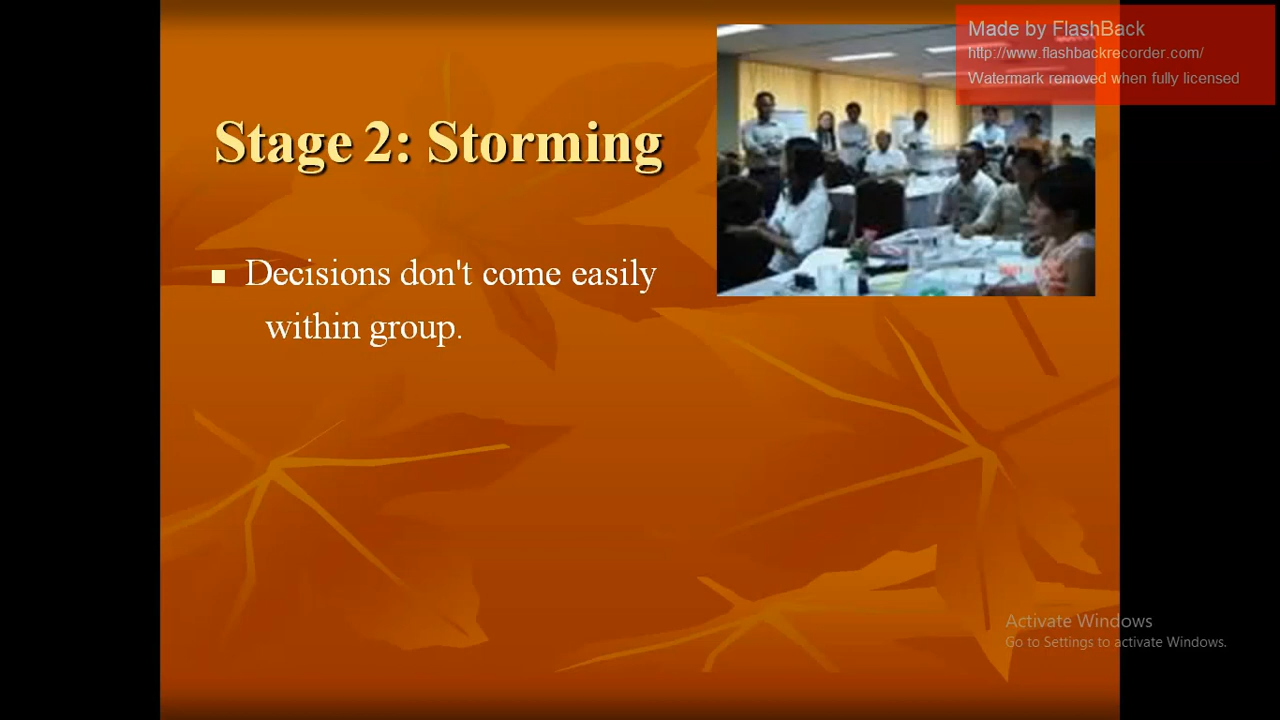 Made by FlashBack
http://www.flashbackrecorder.com/
Watermark removed when fully licensed
Stage 2: Storming
Decisions don't come easily
within group.
Activate Windows
Go to Settings to activate Windows.